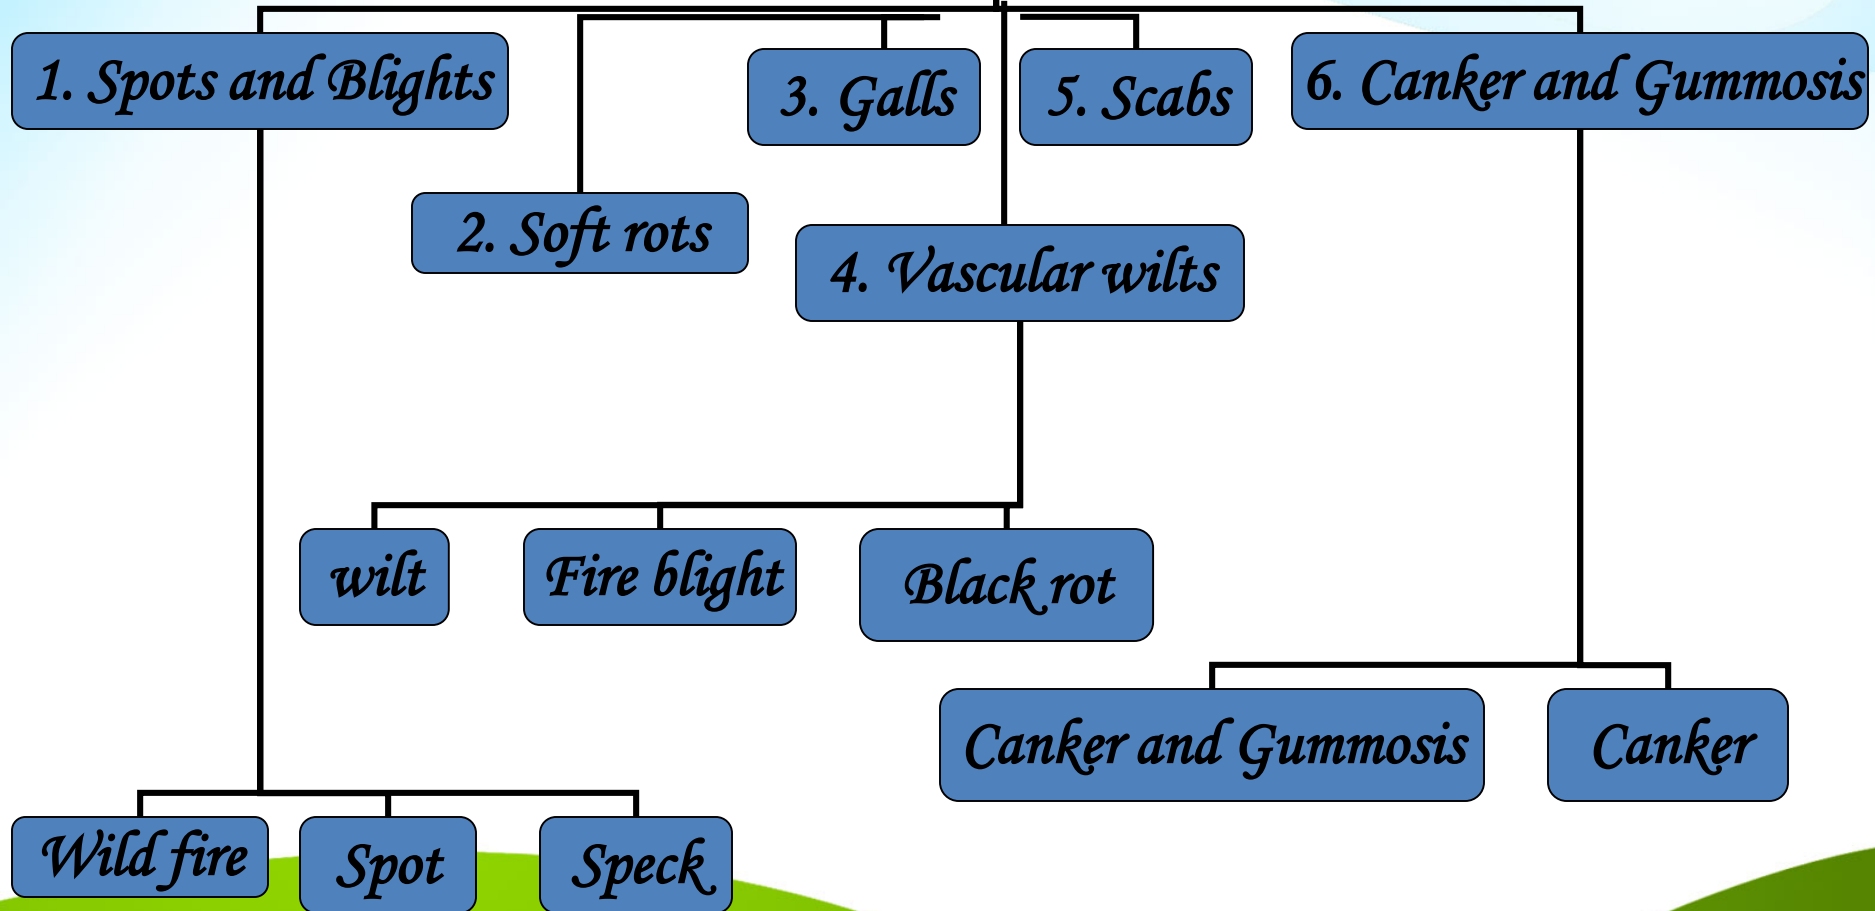 1. Spots and Blights
3. Galls
5. Scabs
6. Canker and Gummosis
2. Soft rots
4. Vascular wilts
wilt
Fire blight
Black rot
Canker and Gummosis
Canker
Wild fire
Spot
Speck